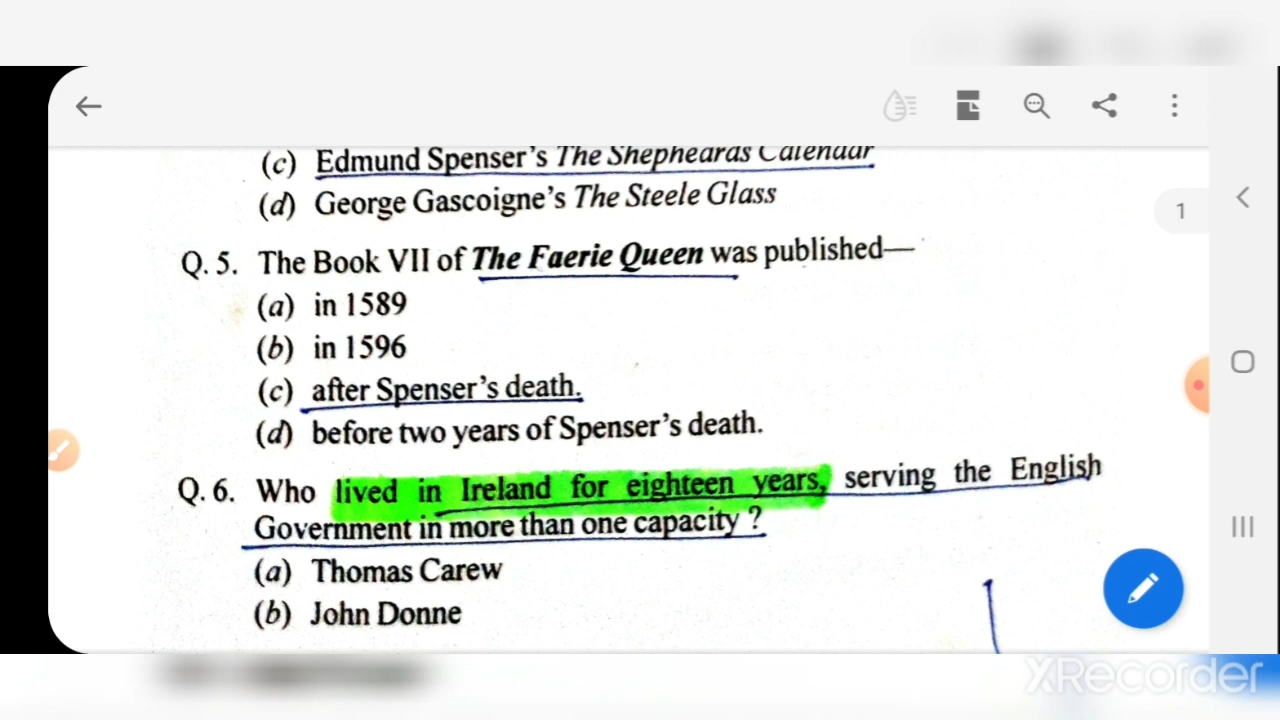 (c) Edmund Spenser's The Shepheards Calendar
(d) George Gascoigne's The Steele Glass
1
Q. 5. The Book VII of The Faerie Queen was published—
(a) in 1589
(b) in 1596
(c) after Spenser's death.
(d) before two years of Spenser's death.
Q. 6. Who lived in Ireland for eighteen years, serving the English
Government in more than one capacity ?
(a) Thomas Carew
(b) John Donne
XRecorder